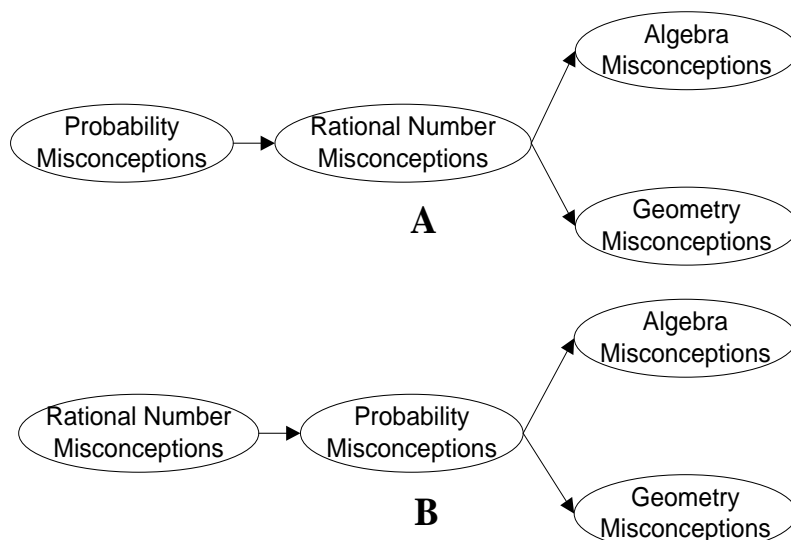 Algebra
Misconceptions
Probability
Misconceptions
Rational Number
Misconceptions
A
Geometry
Misconceptions
Algebra
Misconceptions
Rational Number
Misconceptions
Probability
Misconceptions
B
Geometry
Misconceptions